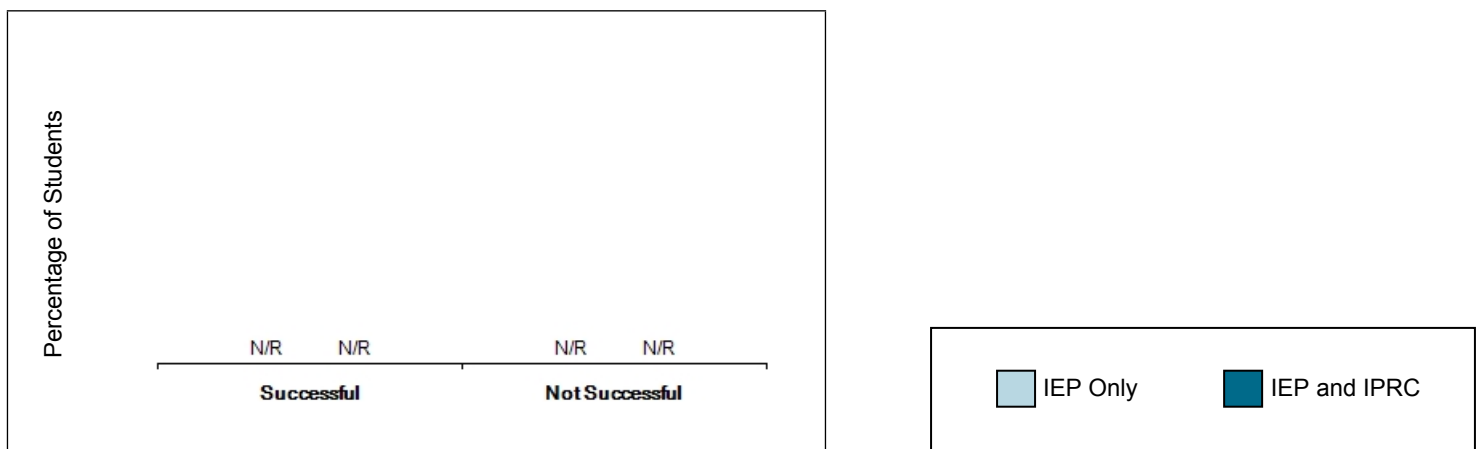 Percentage of Students
N/R N/R N/R N/R
Successful Not Successful
IEP Only IEP and IPRC